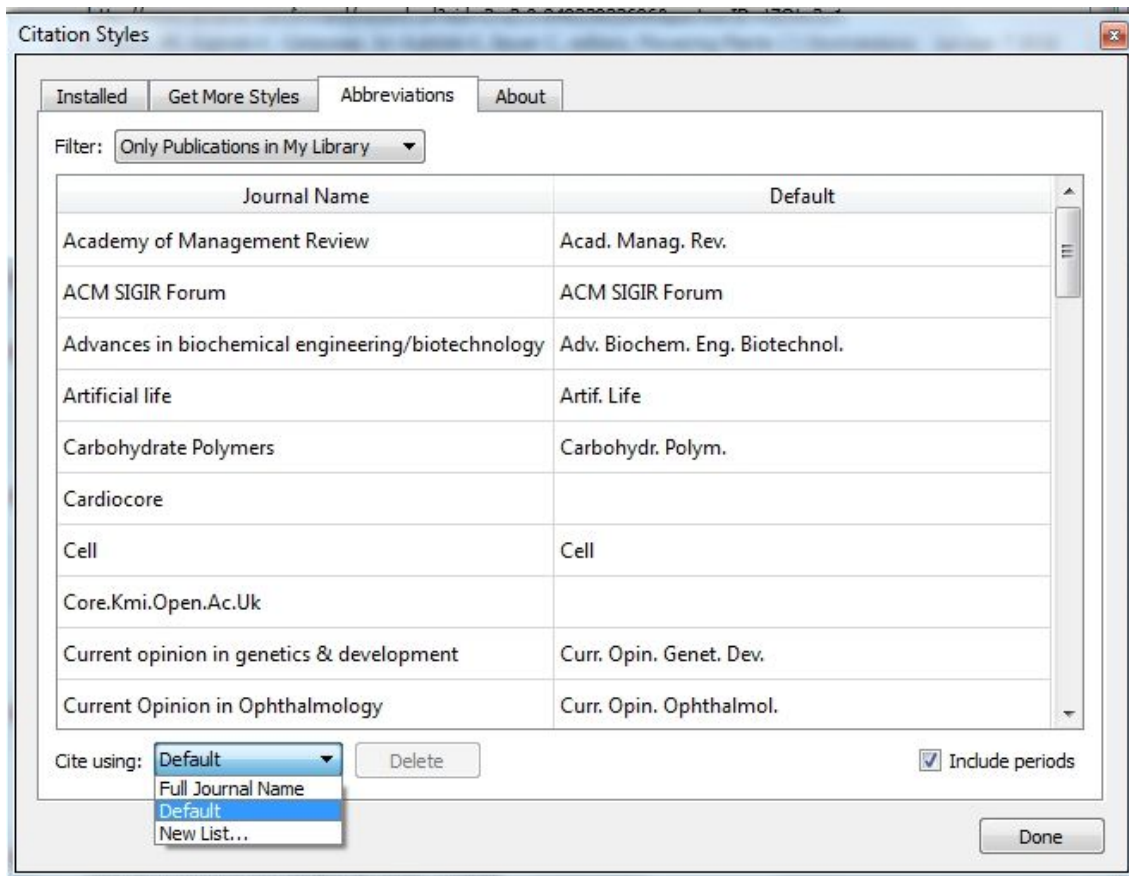 Citation Styles
Installed Get More Styles Abbreviations About
Filter: Only Publications in My Library
Journal Name Default
Academy of Management Review Acad. Manag. Rev.
ACM SIGIR Forum ACM SIGIR Forum
Advances in biochemical engineering/biotechnology Adv. Biochem. Eng. Biotechnol.
Artificial life Artif. Life
Carbohydrate Polymers Carbohydr. Polym.
Cardiocore
Cell Cell
Core.Kmi.Open.Ac.Uk
Current opinion in genetics & development Curr. Opin. Genet. Dev.
Current Opinion in Ophthalmology Curr. Opin. Ophthalmol.
Cite using: Default Delete Include periods
Full Journal Name
Default
New List...
Done